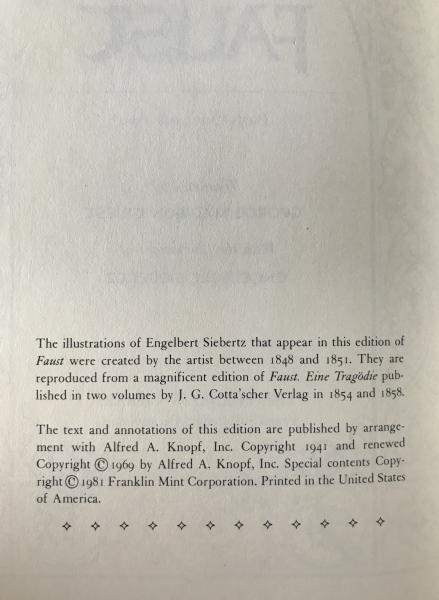 The illustrations of Engelbert Siebertz that appear in this edition of
Faust were created by the artist between 1848 and 1851. They are
reproduced from a magnificent edition of Faust. Eine Tragödie pub-
lished in two volumes by J. G. Cotta'scher Verlag in 1854 and 1858.
The text and annotations of this edition are published by arrange-
ment with Alfred A. Knopf, Inc. Copyright 1941 and renewed
Copyright © 1969 by Alfred A. Knopf, Inc. Special contents Copy-
right © 1981 Franklin Mint Corporation. Printed in the United States
of America.